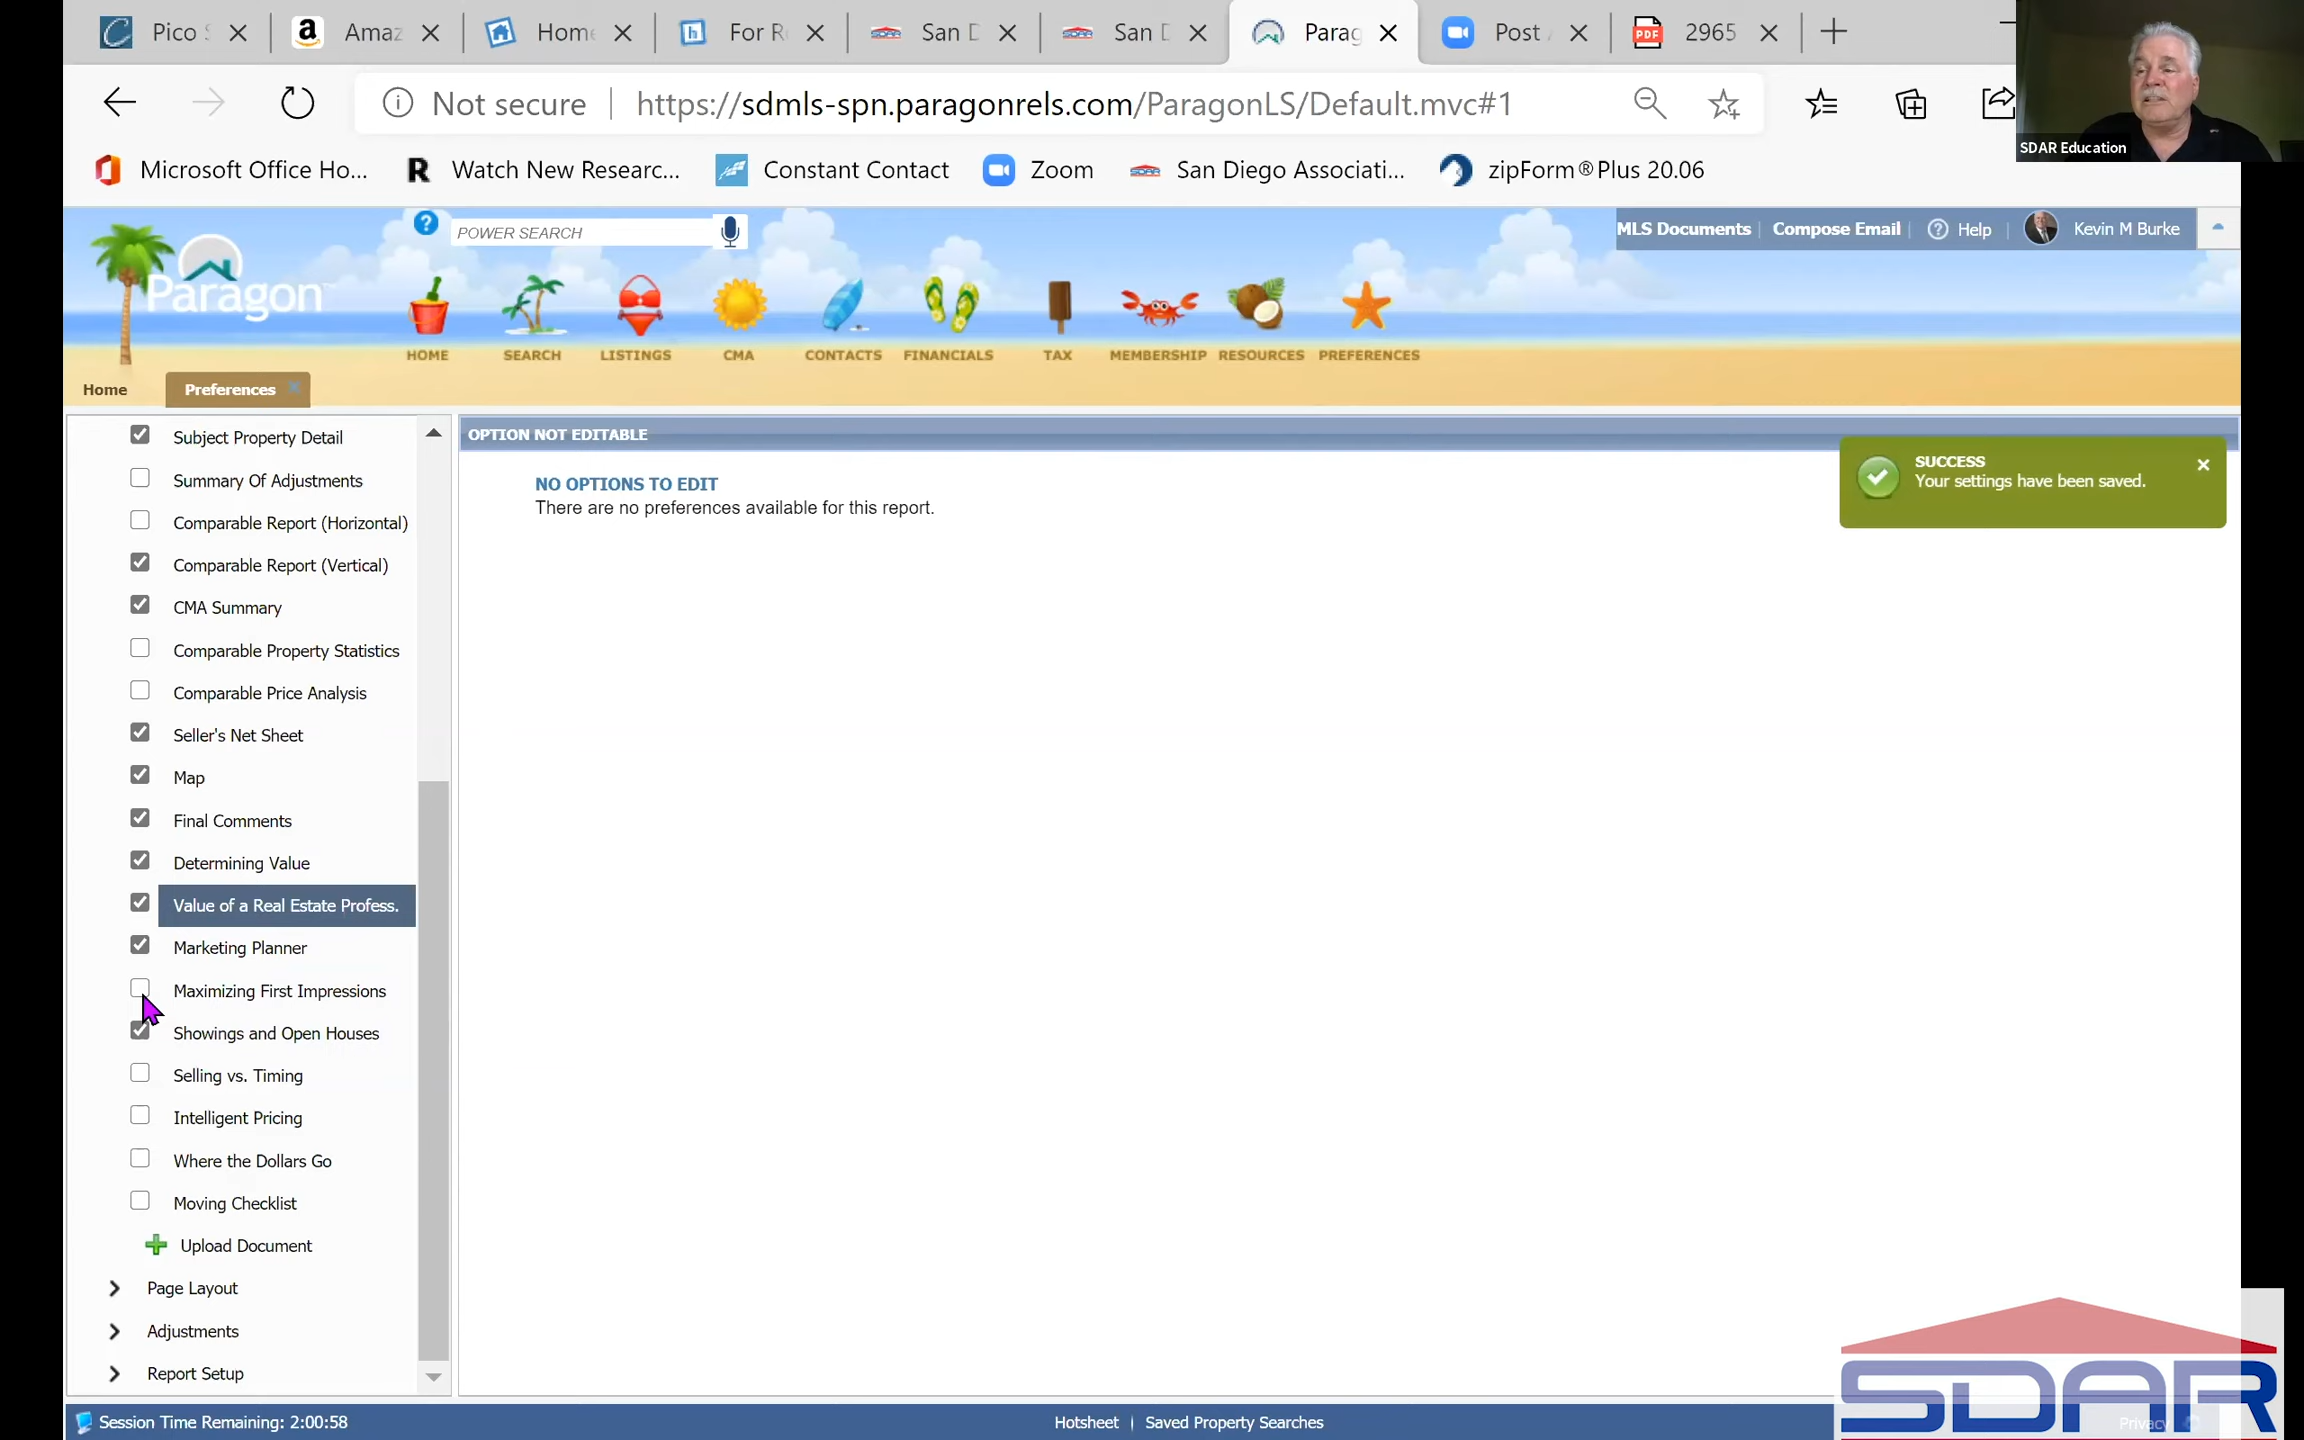 Pico
Amaz
Home
For R
San D
San D
Parag
Post
PDF
2965
Not secure
https://sdmls-spn.paragonrels.com/ParagonLS/Default.mvc#1
SDAR Education
Microsoft Office Ho...
Watch New Researc...
Constant Contact
Zoom
San Diego Associati...
zipForm®Plus 20.06
Paragon
POWER SEARCH
MLS Documents
Compose Email
Help
Kevin M Burke
HOME
SEARCH
LISTINGS
CMA
CONTACTS
FINANCIALS
TAX
MEMBERSHIP
RESOURCES
PREFERENCES
Home
Preferences
Subject Property Detail
Summary Of Adjustments
Comparable Report (Horizontal)
Comparable Report (Vertical)
CMA Summary
Comparable Property Statistics
Comparable Price Analysis
Seller's Net Sheet
Map
Final Comments
Determining Value
Value of a Real Estate Profess.
Marketing Planner
Maximizing First Impressions
Showings and Open Houses
Selling vs. Timing
Intelligent Pricing
Where the Dollars Go
Moving Checklist
Upload Document
Page Layout
Adjustments
Report Setup
OPTION NOT EDITABLE
NO OPTIONS TO EDIT
There are no preferences available for this report.
SUCCESS
Your settings have been saved.
Session Time Remaining: 2:00:58
Hotsheet | Saved Property Searches
Privacy
SDAR